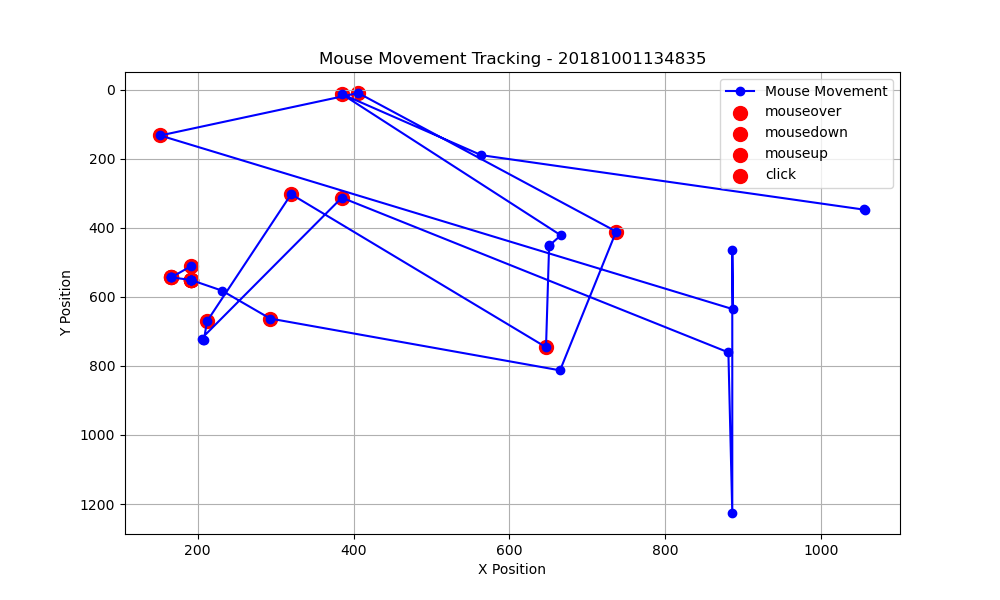 Mouse Movement Tracking - 20181001134835
Mouse Movement
mouseover
mousedown
mouseup
click
0
200
400
600
800
1000
1200
Y Position
200
400
600
800
1000
X Position